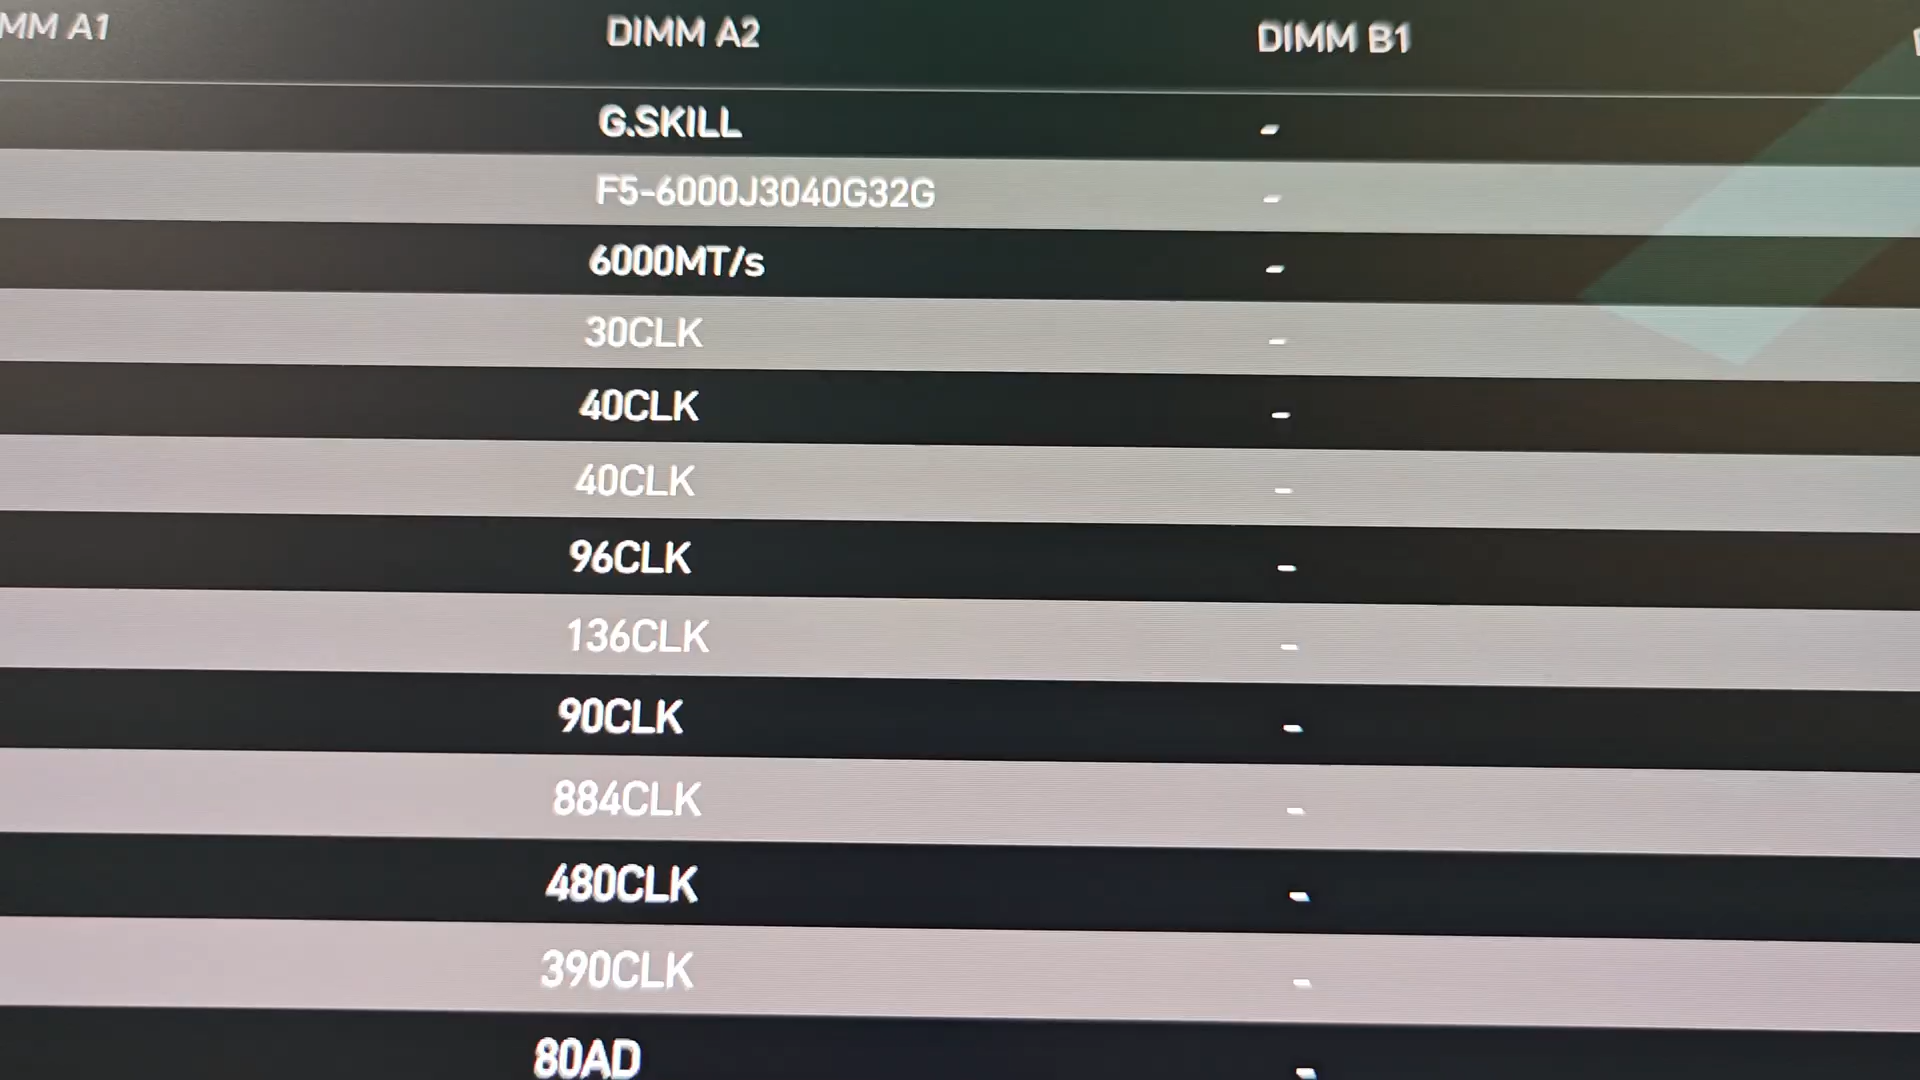 MM A1 DIMM A2 DIMM B1
G.SKILL -
F5-6000J3040G32G -
6000MT/s -
30CLK -
40CLK -
40CLK -
96CLK -
136CLK -
90CLK -
884CLK -
480CLK -
390CLK -
80AD -